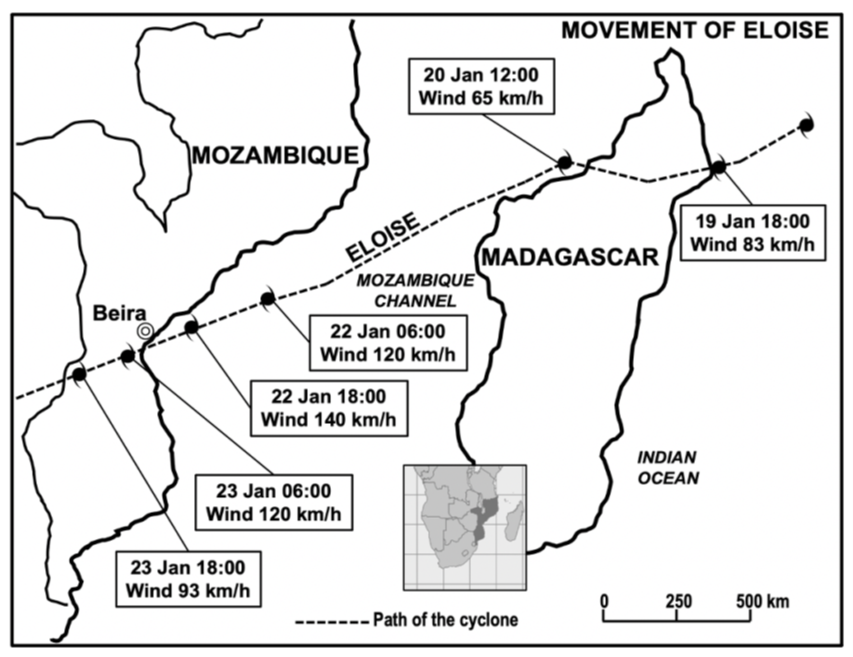 MOVEMENT OF ELOISE
20 Jan 12:00
Wind 65 km/h
MOZAMBIQUE
19 Jan 18:00
Wind 83 km/h
ELOISE
MADAGASCAR
MOZAMBIQUE
CHANNEL
Beira
22 Jan 06:00
Wind 120 km/h
22 Jan 18:00
Wind 140 km/h
INDIAN
OCEAN
23 Jan 06:00
Wind 120 km/h
23 Jan 18:00
Wind 93 km/h
0 250 500 km
Path of the cyclone